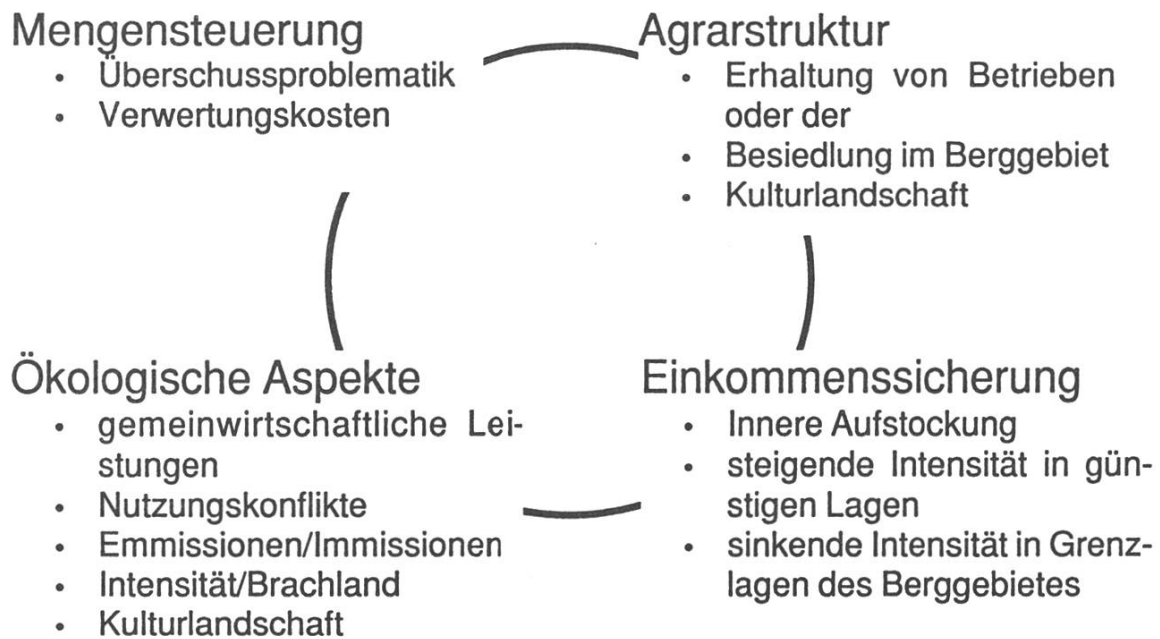 Mengensteuerung
• Überschussproblematik
• Verwertungskosten
Agrarstruktur
• Erhaltung von Betrieben
oder der
• Besiedlung im Berggebiet
• Kulturlandschaft
Ökologische Aspekte
• gemeinwirtschaftliche Lei-
stungen
• Nutzungskonflikte
• Emmissionen/Immissionen
• Intensität/Brachland
• Kulturlandschaft
Einkommenssicherung
• Innere Aufstockung
• steigende Intensität in gün-
stigen Lagen
• sinkende Intensität in Grenz-
lagen des Berggebietes